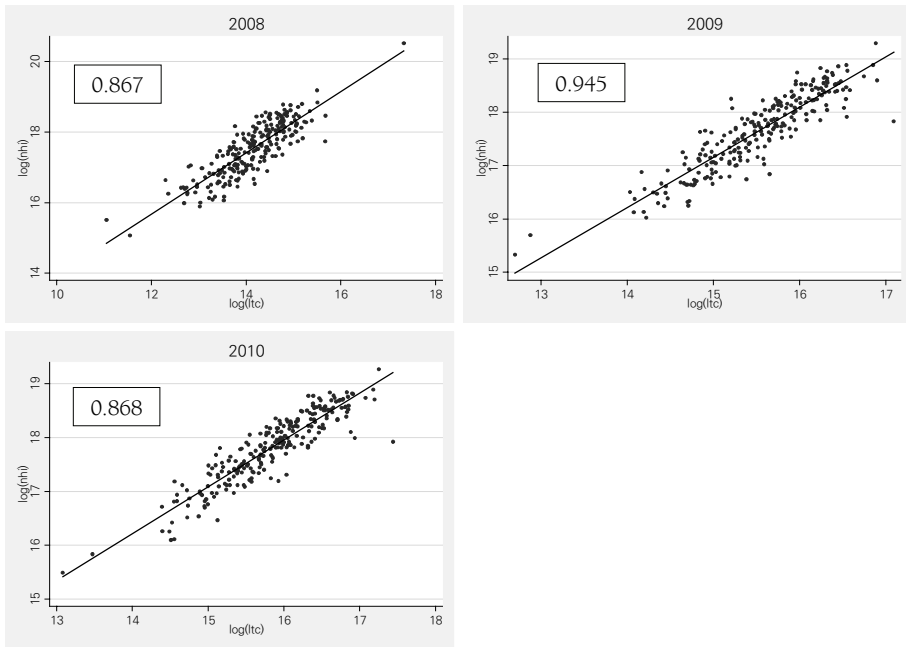 2008
0.867
log(nhi)
14 16 18 20
10 12 14 16 18
log(ltc)
2009
0.945
log(nhi)
15 16 17 18 19
13 14 15 16 17
log(ltc)
2010
0.868
log(nhi)
15 16 17 18 19
13 14 15 16 17 18
log(ltc)